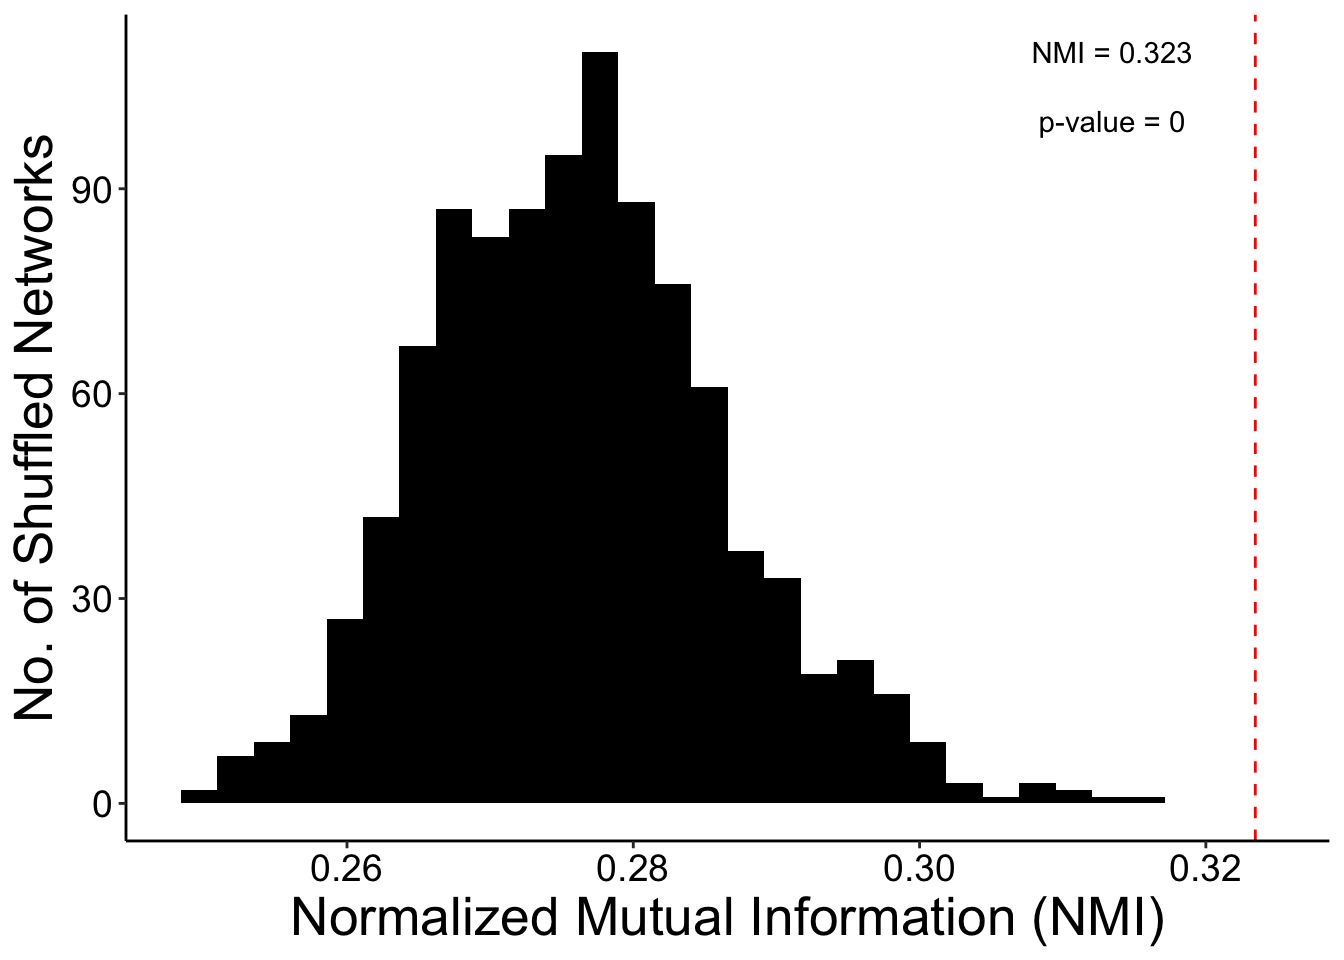 NMI = 0.323
p-value = 0
No. of Shuffled Networks
90
60
30
0
0.26
0.28
0.30
0.32
Normalized Mutual Information (NMI)